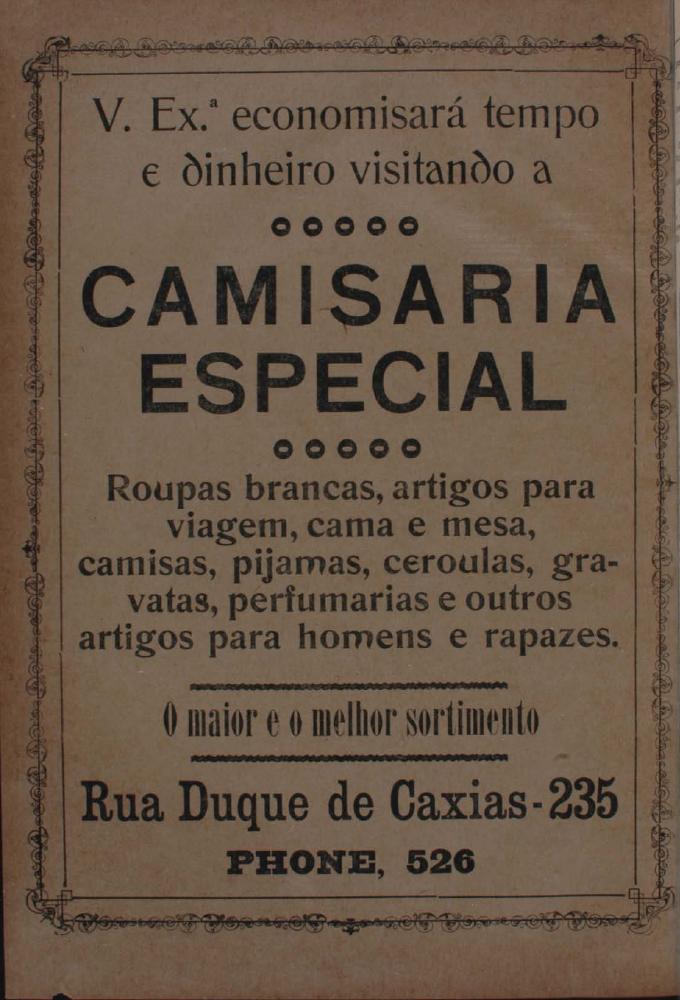 V. Ex.ª economisará tempo
e dinheiro visitando a
CAMISARIA
ESPECIAL
Roupas brancas, artigos para
viagem, cama e mesa,
camisas, pijamas, ceroulas, gra-
vatas, perfumarias e outros
artigos para homens e rapazes.
O maior e o melhor sortimento
Rua Duque de Caxias-235
PHONE, 526